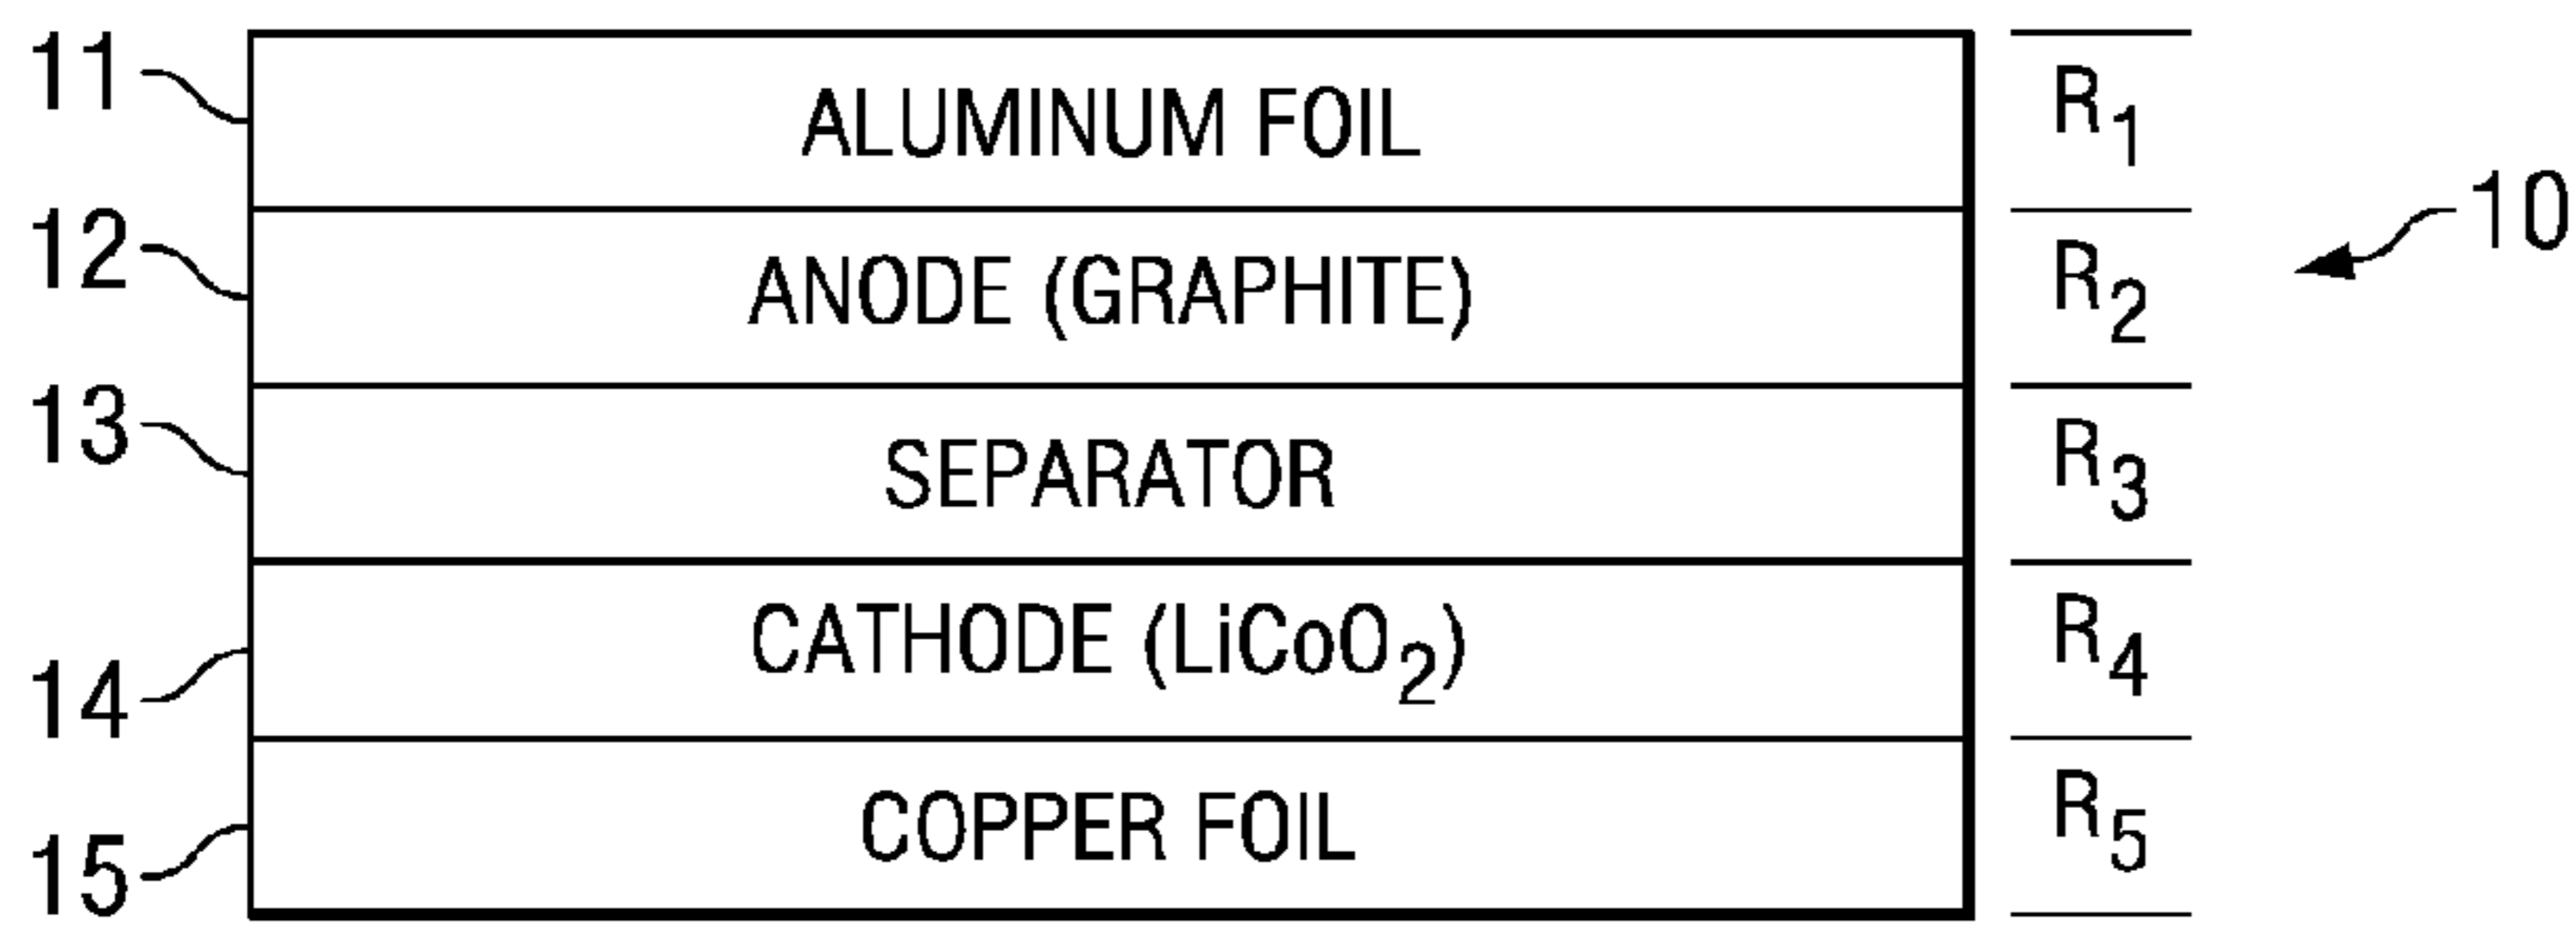 11 ALUMINUM FOIL R1
10
12 ANODE (GRAPHITE) R2
13 SEPARATOR R3
14 CATHODE (LiCoO2) R4
15 COPPER FOIL R5